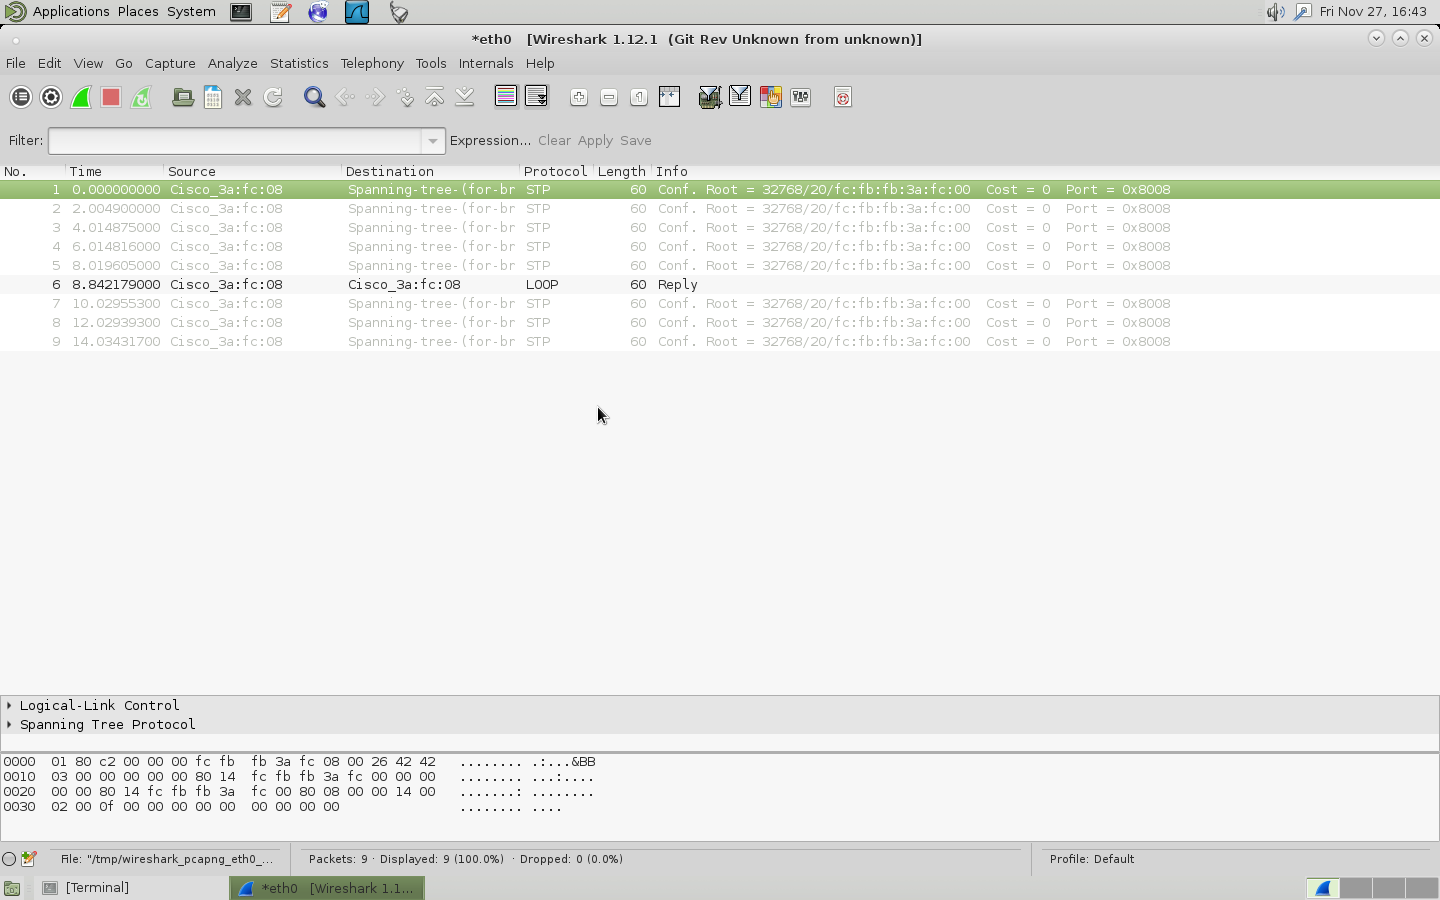 Applications Places System Fri Nov 27, 16:43
*eth0 [Wireshark 1.12.1 (Git Rev Unknown from unknown)]
File Edit View Go Capture Analyze Statistics Telephony Tools Internals Help
Filter: Expression... Clear Apply Save
No. Time Source Destination Protocol Length Info
1 0.000000000 Cisco_3a:fc:08 Spanning-tree-(for-br STP 60 Conf. Root = 32768/20/fc:fb:fb:3a:fc:00 Cost = 0 Port = 0x8008
2 2.004900000 Cisco_3a:fc:08 Spanning-tree-(for-br STP 60 Conf. Root = 32768/20/fc:fb:fb:3a:fc:00 Cost = 0 Port = 0x8008
3 4.014875000 Cisco_3a:fc:08 Spanning-tree-(for-br STP 60 Conf. Root = 32768/20/fc:fb:fb:3a:fc:00 Cost = 0 Port = 0x8008
4 6.014816000 Cisco_3a:fc:08 Spanning-tree-(for-br STP 60 Conf. Root = 32768/20/fc:fb:fb:3a:fc:00 Cost = 0 Port = 0x8008
5 8.019605000 Cisco_3a:fc:08 Spanning-tree-(for-br STP 60 Conf. Root = 32768/20/fc:fb:fb:3a:fc:00 Cost = 0 Port = 0x8008
6 8.842179000 Cisco_3a:fc:08 Cisco_3a:fc:08 LOOP 60 Reply
7 10.02955300 Cisco_3a:fc:08 Spanning-tree-(for-br STP 60 Conf. Root = 32768/20/fc:fb:fb:3a:fc:00 Cost = 0 Port = 0x8008
8 12.02939300 Cisco_3a:fc:08 Spanning-tree-(for-br STP 60 Conf. Root = 32768/20/fc:fb:fb:3a:fc:00 Cost = 0 Port = 0x8008
9 14.03431700 Cisco_3a:fc:08 Spanning-tree-(for-br STP 60 Conf. Root = 32768/20/fc:fb:fb:3a:fc:00 Cost = 0 Port = 0x8008
Logical-Link Control
Spanning Tree Protocol
0000 01 80 c2 00 00 00 fc fb fb 3a fc 08 00 26 42 42 ........ .:...&BB
0010 03 00 00 00 00 00 80 14 fc fb fb 3a fc 00 00 00 ........ ...:....
0020 00 00 80 14 fc fb fb 3a fc 00 80 08 00 00 14 00 .......: ........
0030 02 00 0f 00 00 00 00 00 00 00 00 00 ........ ....
File: "/tmp/wireshark_pcapng_eth0_... Packets: 9 · Displayed: 9 (100.0%) · Dropped: 0 (0.0%) Profile: Default
[Terminal] *eth0 [Wireshark 1.1...